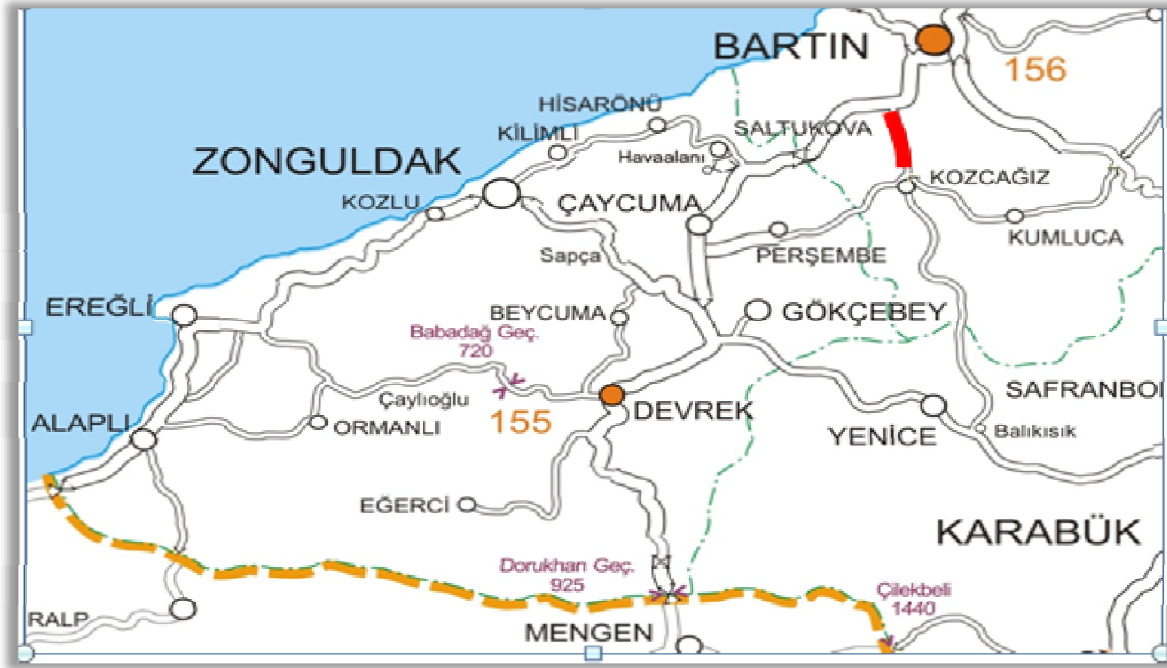 BARTIN
156
HİSARÖNÜ
KİLİMLİ
SALTUKOVA
Havaalanı
ZONGULDAK
KOZLU
ÇAYCUMA
KOZCAĞIZ
KUMLUCA
PERŞEMBE
Sapça
EREĞLİ
BEYCUMA
GÖKÇEBEY
Babadağ Geç.
720
Çaylıoğlu
155
DEVREK
SAFRANBOL
ALAPLI
ORMANLI
YENİCE
Balıkısık
EĞERCİ
KARABÜK
Dorukhan Geç.
925
Çilekbeli
1440
RALP
MENGEN